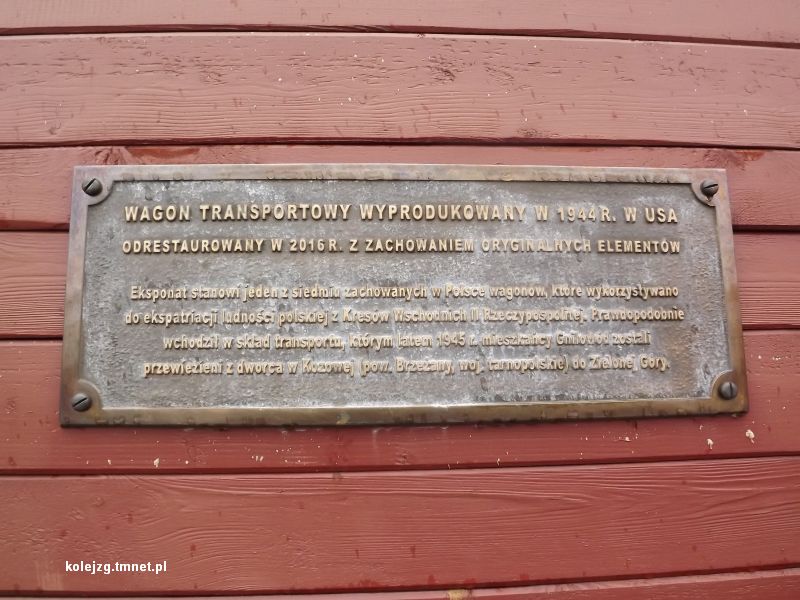 WAGON TRANSPORTOWY WYPRODUKOWANY W 1944 R. W USA
ODRESTAUROWANY W 2016 R. Z ZACHOWANIEM ORYGINALNYCH ELEMENTÓW
Eksponat stanowi jeden z siedmiu zachowanych w Polsce wagonów, które wykorzystywano
do ekspatriacji ludności polskiej z Kresów Wschodnich II Rzeczypospolitej. Prawdopodobnie
wchodził w skład transportu, którym latem 1945 r. mieszkańcy zostali
przewiezieni z dworca w Kozowej (pow. Brzeżany, woj. tarnopolskie) do Zielonej Góry.
kolejzg.tmnet.pl